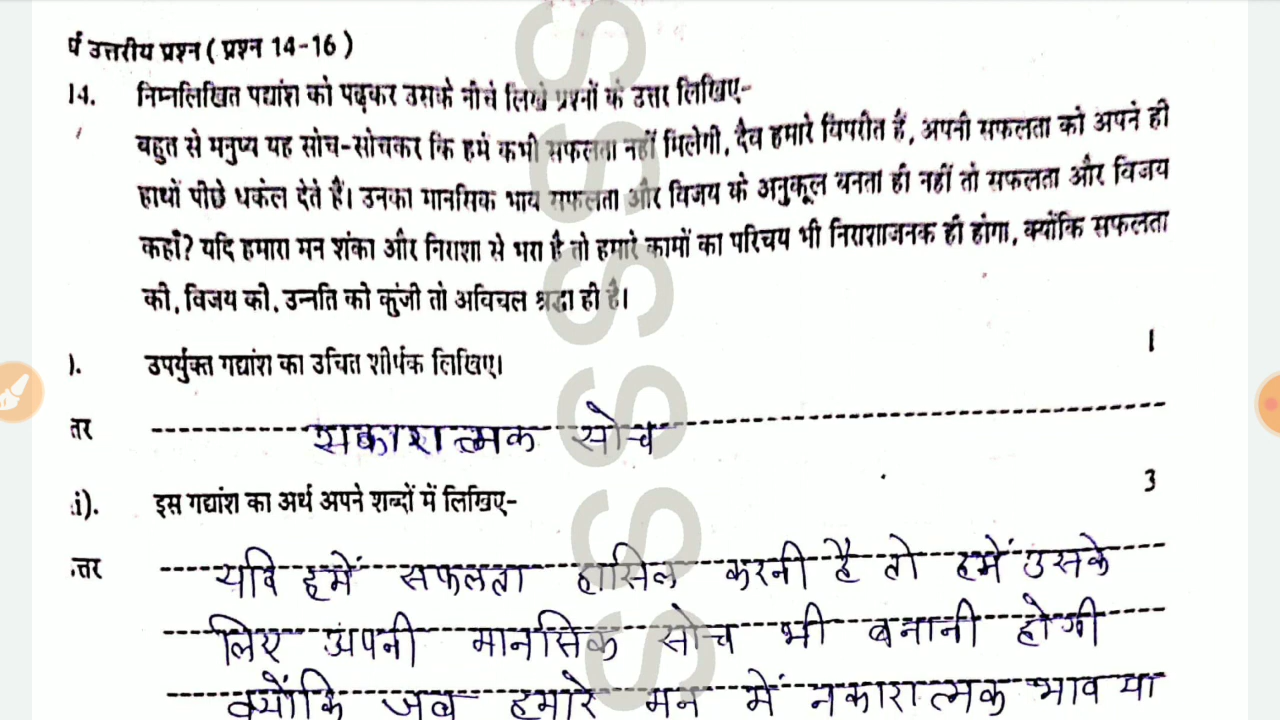 र्घ उत्तरीय प्रश्न ( प्रश्न 14-16 )
14. निम्नलिखित पद्यांश को पढ़कर उसके नीचे लिखे प्रश्नों के उत्तर लिखिए-
बहुत से मनुष्य यह सोच-सोचकर कि हमें कभी सफलता नहीं मिलेगी, दैव हमारे विपरीत हैं, अपनी सफलता को अपने ही
हाथों पीछे धकेल देते हैं। उनका मानसिक भाव सफलता और विजय के अनुकूल बनता ही नहीं तो सफलता और विजय
कहाँ? यदि हमारा मन शंका और निराशा से भरा है तो हमारे कामों का परिचय भी निराशाजनक ही होगा, क्योंकि सफलता
की, विजय की, उन्नति को कुंजी तो अविचल श्रद्धा ही है।
). उपर्युक्त गद्यांश का उचित शीर्षक लिखिए। 1
तर सकारात्मक सोच
i). इस गद्यांश का अर्थ अपने शब्दों में लिखिए- 3
त्तर यदि हमें सफलता हासिल करनी है तो हमें उसके
लिए अपनी मानसिक सोच भी बनानी होगी
क्योंकि जब हमारे मन में नकारात्मक भाव या
SSSSS